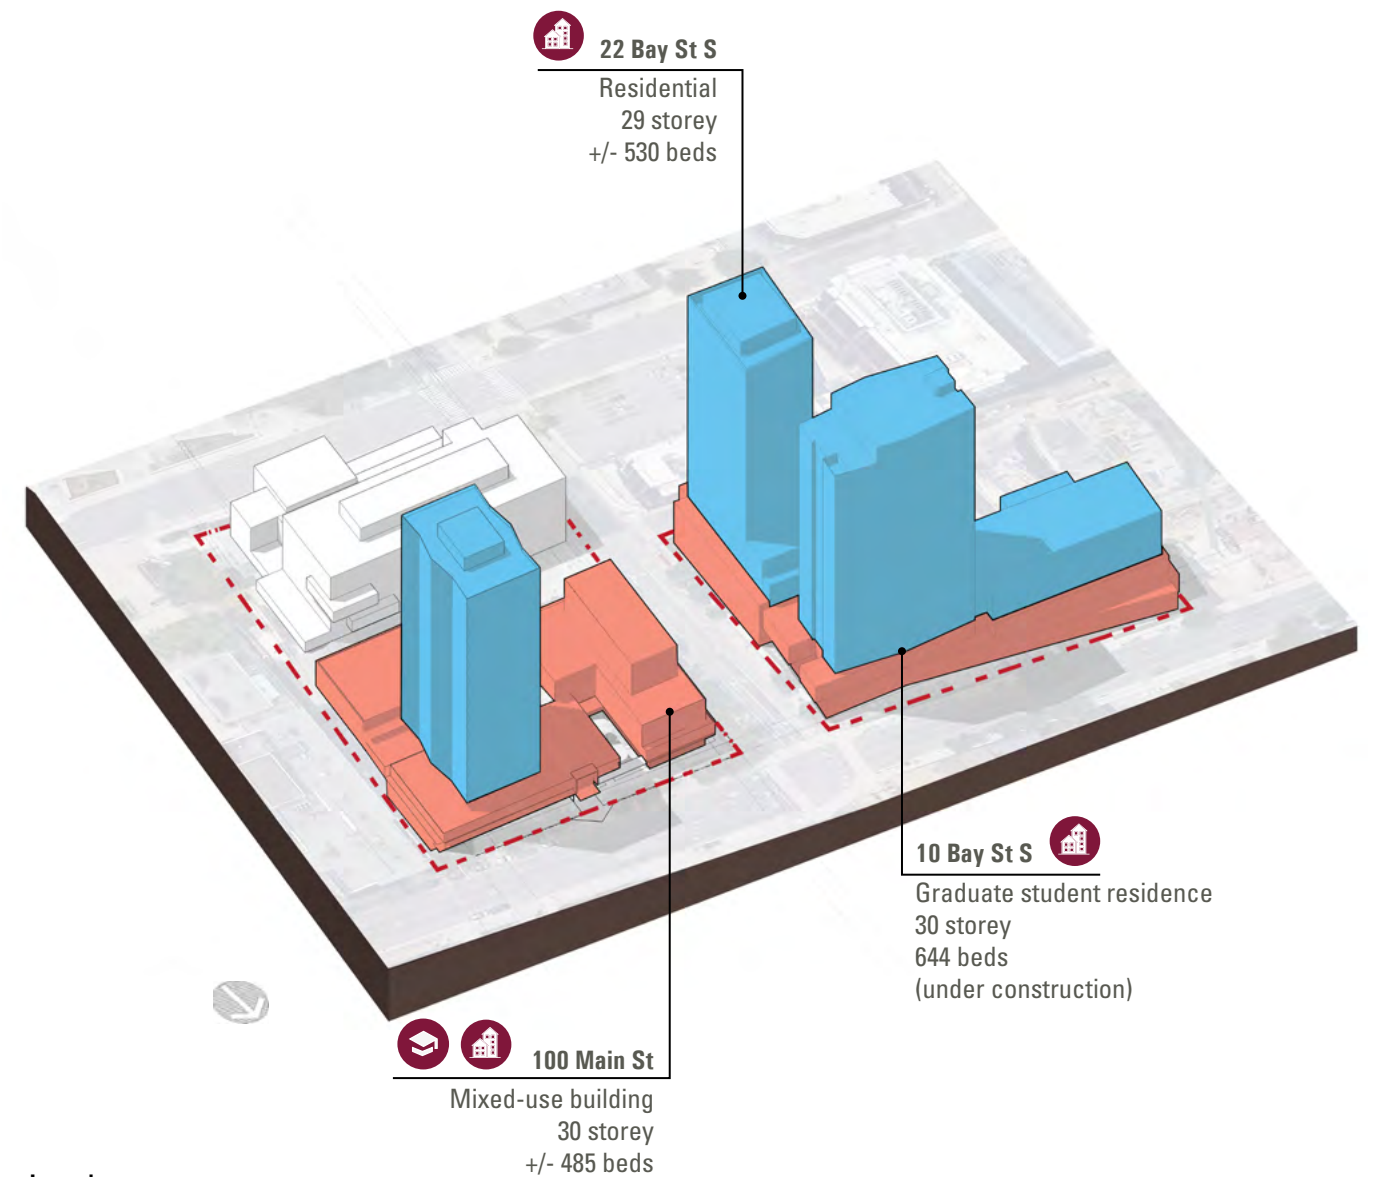 22 Bay St S
Residential
29 storey
+/- 530 beds
10 Bay St S
Graduate student residence
30 storey
644 beds
(under construction)
100 Main St
Mixed-use building
30 storey
+/- 485 beds